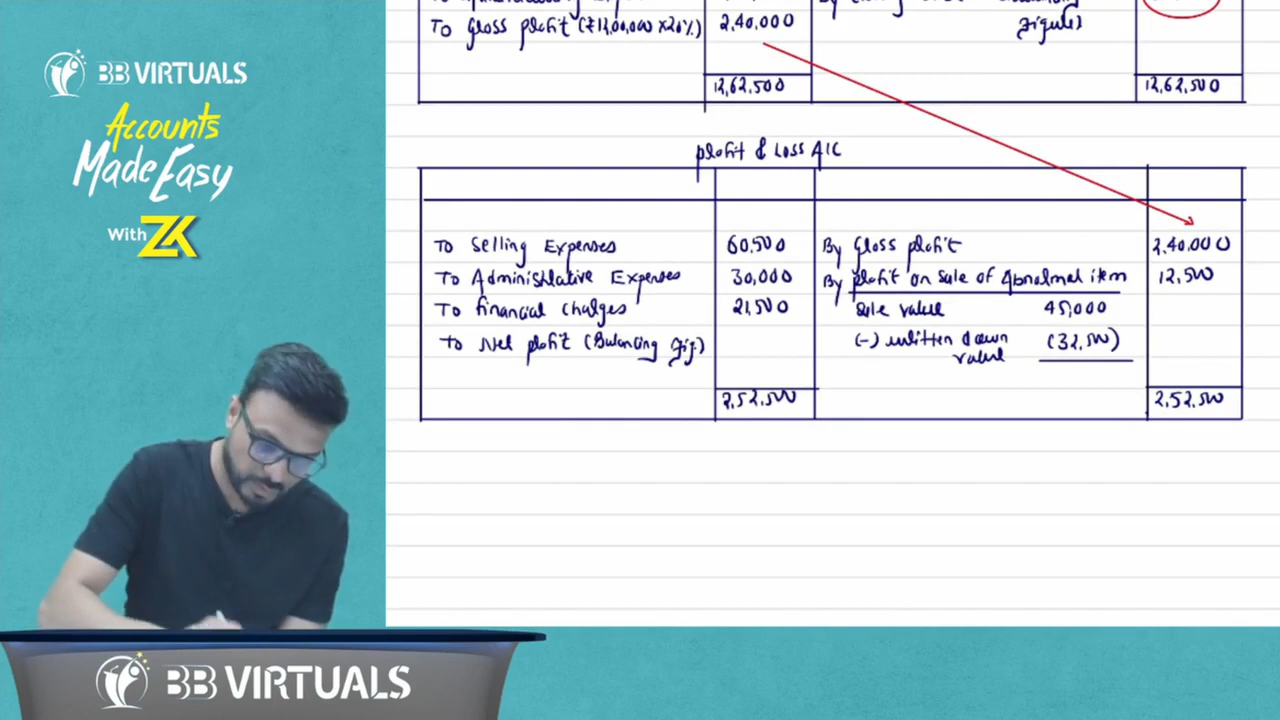 BB VIRTUALS
Accounts
Made Easy
With ZK
To Gross profit (₹12,00,000 x20%) 2,40,000 figure)
12,62,500 12,62,500
Profit & Loss A/C
To Selling Expenses 60,500 By Gross profit 2,40,000
To Administrative Expenses 30,000 By profit on sale of Abnormal item 12,500
To financial charges 21,500 Sale value 45,000
To Net profit (Balancing fig.) (-) written down (32,500)
value
2,52,500 2,52,500
BB VIRTUALS